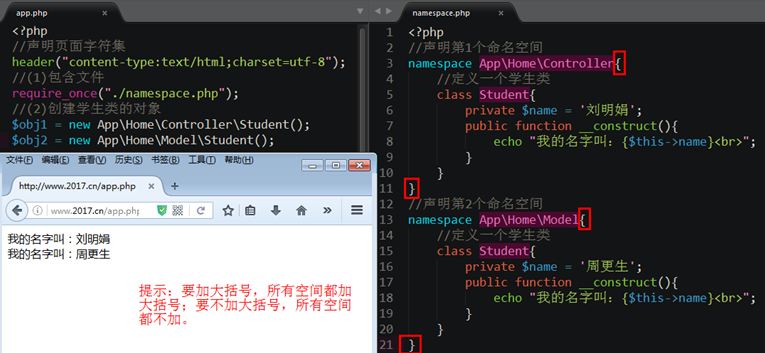 app.php
<?php
//声明页面字符集
header("content-type:text/html;charset=utf-8");
//(1)包含文件
require_once("./namespace.php");
//(2)创建学生类的对象
$obj1 = new App\Home\Controller\Student();
$obj2 = new App\Home\Model\Student();
文件(F) 编辑(E) 查看(V) 历史(S) 书签(B) 工具(T) 帮助(H)
http://www.2017.cn/app.php
www.2017.cn/app.php
我的名字叫：刘明娟
我的名字叫：周更生
提示：要加大括号，所有空间都加
大括号；要不加大括号，所有空间
都不加。
namespace.php
1 <?php
2 //声明第1个命名空间
3 namespace App\Home\Controller{
4 //定义一个学生类
5 class Student{
6 private $name = '刘明娟';
7 public function __construct(){
8 echo "我的名字叫：{$this->name}<br>";
9 }
10 }
11 }
12 //声明第2个命名空间
13 namespace App\Home\Model{
14 //定义一个学生类
15 class Student{
16 private $name = '周更生';
17 public function __construct(){
18 echo "我的名字叫：{$this->name}<br>";
19 }
20 }
21 }